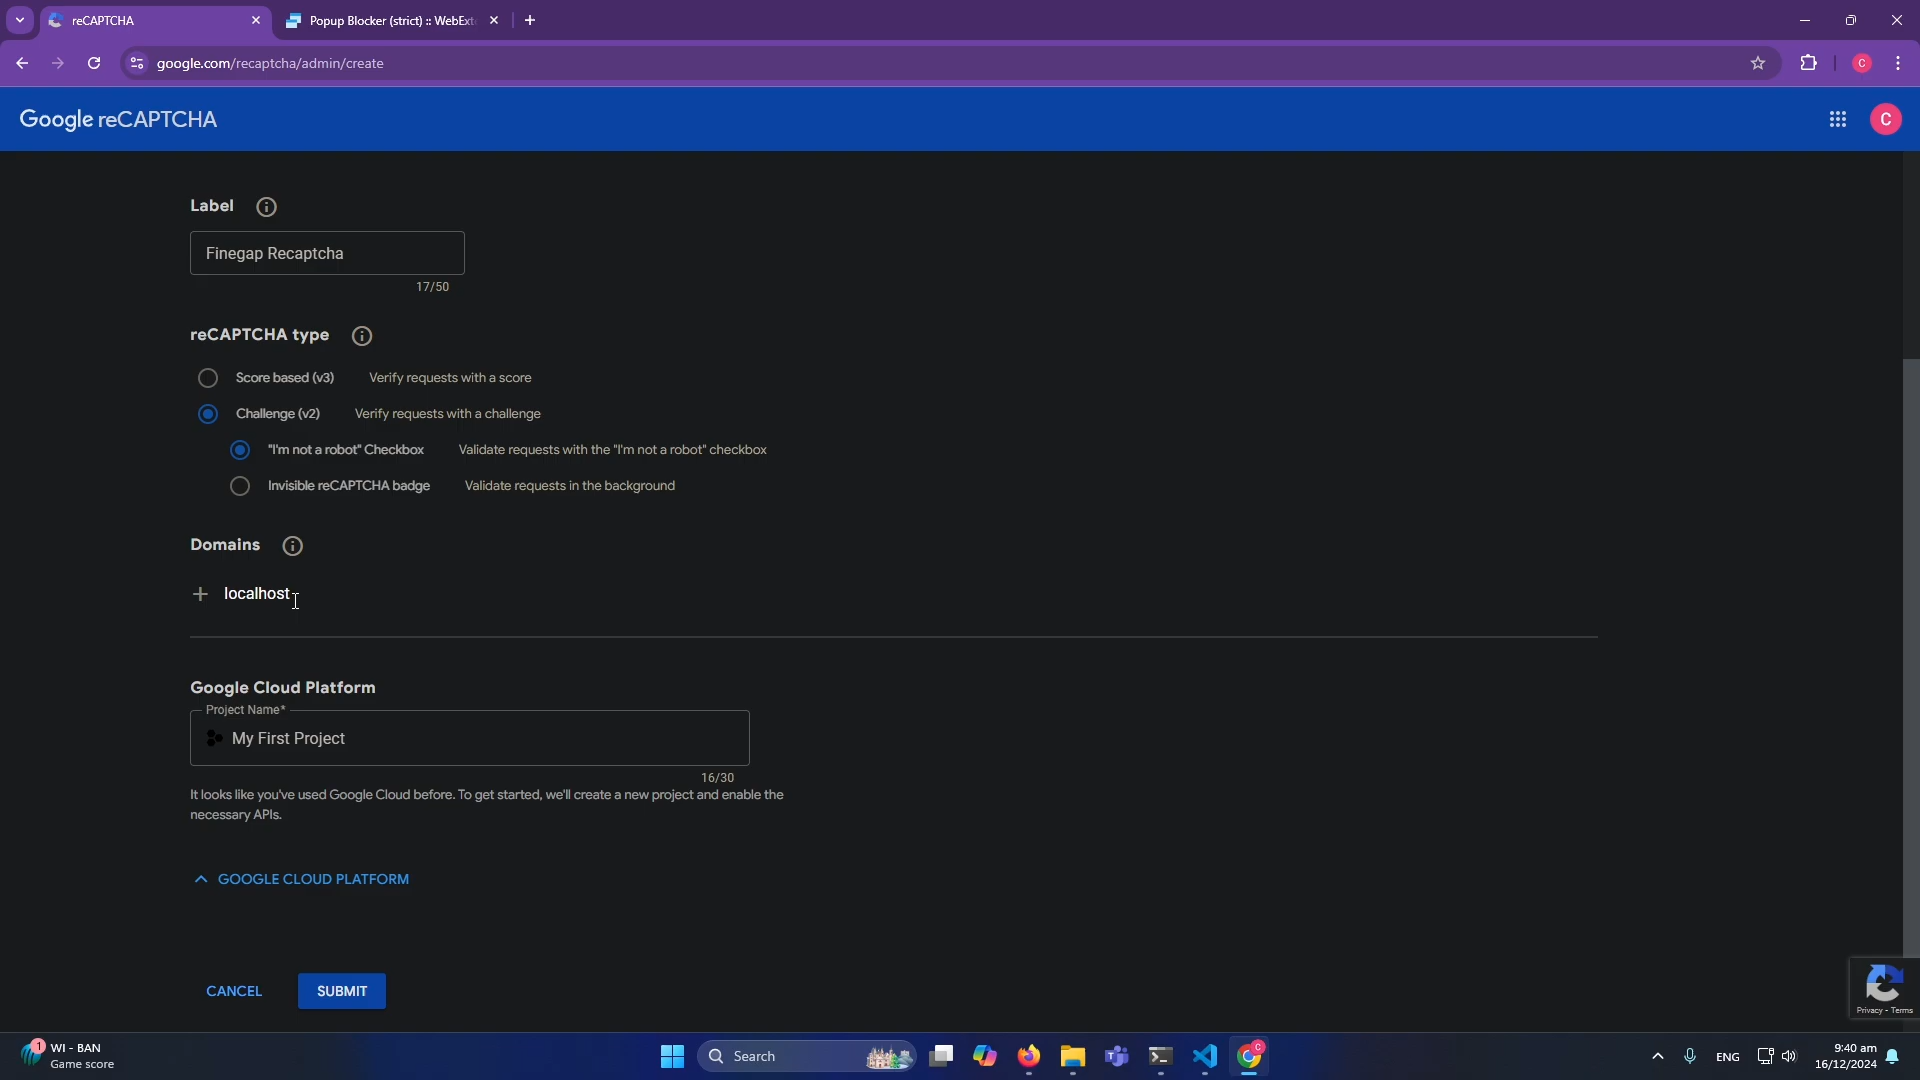 reCAPTCHA
Popup Blocker (strict) :: WebExt
google.com/recaptcha/admin/create
C
Google reCAPTCHA
C
Label
Finegap Recaptcha
17/50
reCAPTCHA type
Score based (v3) Verify requests with a score
Challenge (v2) Verify requests with a challenge
"I'm not a robot" Checkbox Validate requests with the "I'm not a robot" checkbox
Invisible reCAPTCHA badge Validate requests in the background
Domains
localhost
Google Cloud Platform
Project Name*
My First Project
16/30
It looks like you've used Google Cloud before. To get started, we'll create a new project and enable the
necessary APIs.
GOOGLE CLOUD PLATFORM
CANCEL SUBMIT
Privacy - Terms
1
WI - BAN
Game score
Search
C
ENG
9:40 am
16/12/2024